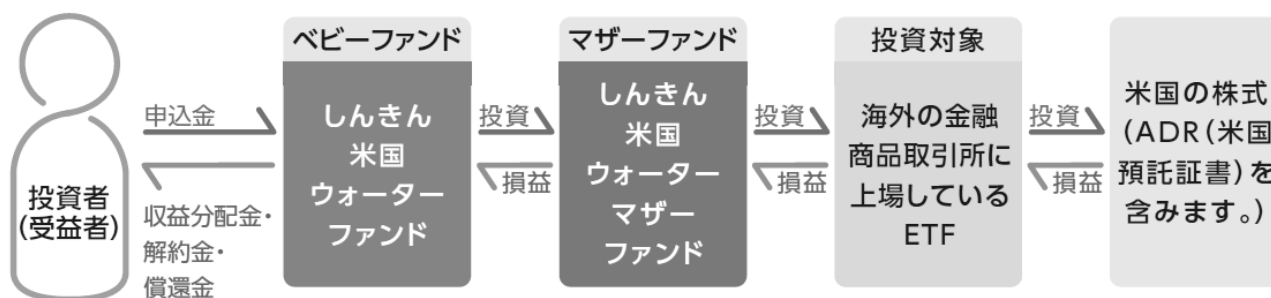 投資者
(受益者)
申込金
収益分配金・
解約金・
償還金
ベビーファンド
しんきん
米国
ウォーター
ファンド
投資
損益
マザーファンド
しんきん
米国
ウォーター
マザー
ファンド
投資
損益
投資対象
海外の金融
商品取引所に
上場している
ETF
投資
損益
米国の株式
(ADR(米国
預託証書)を
含みます。)